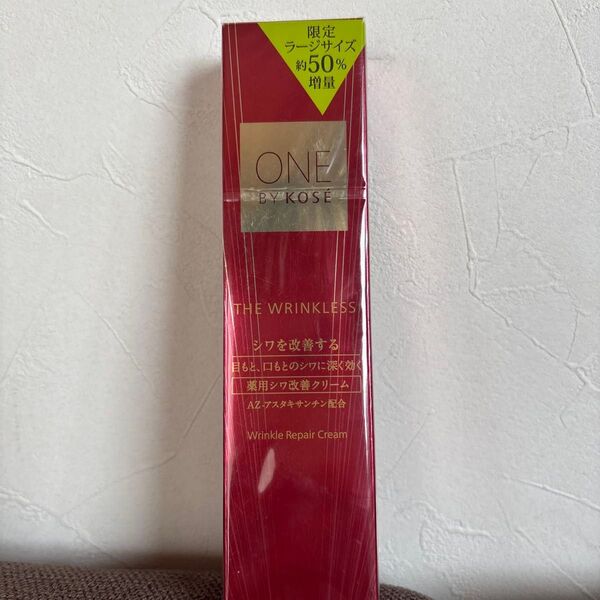 限定
ラージサイズ
約50%
増量
ONE
BY KOSÉ
THE WRINKLESS
シワを改善する
目もと、口もとのシワに深く効く
薬用シワ改善クリーム
AZ-アスタキサンチン配合
Wrinkle Repair Cream